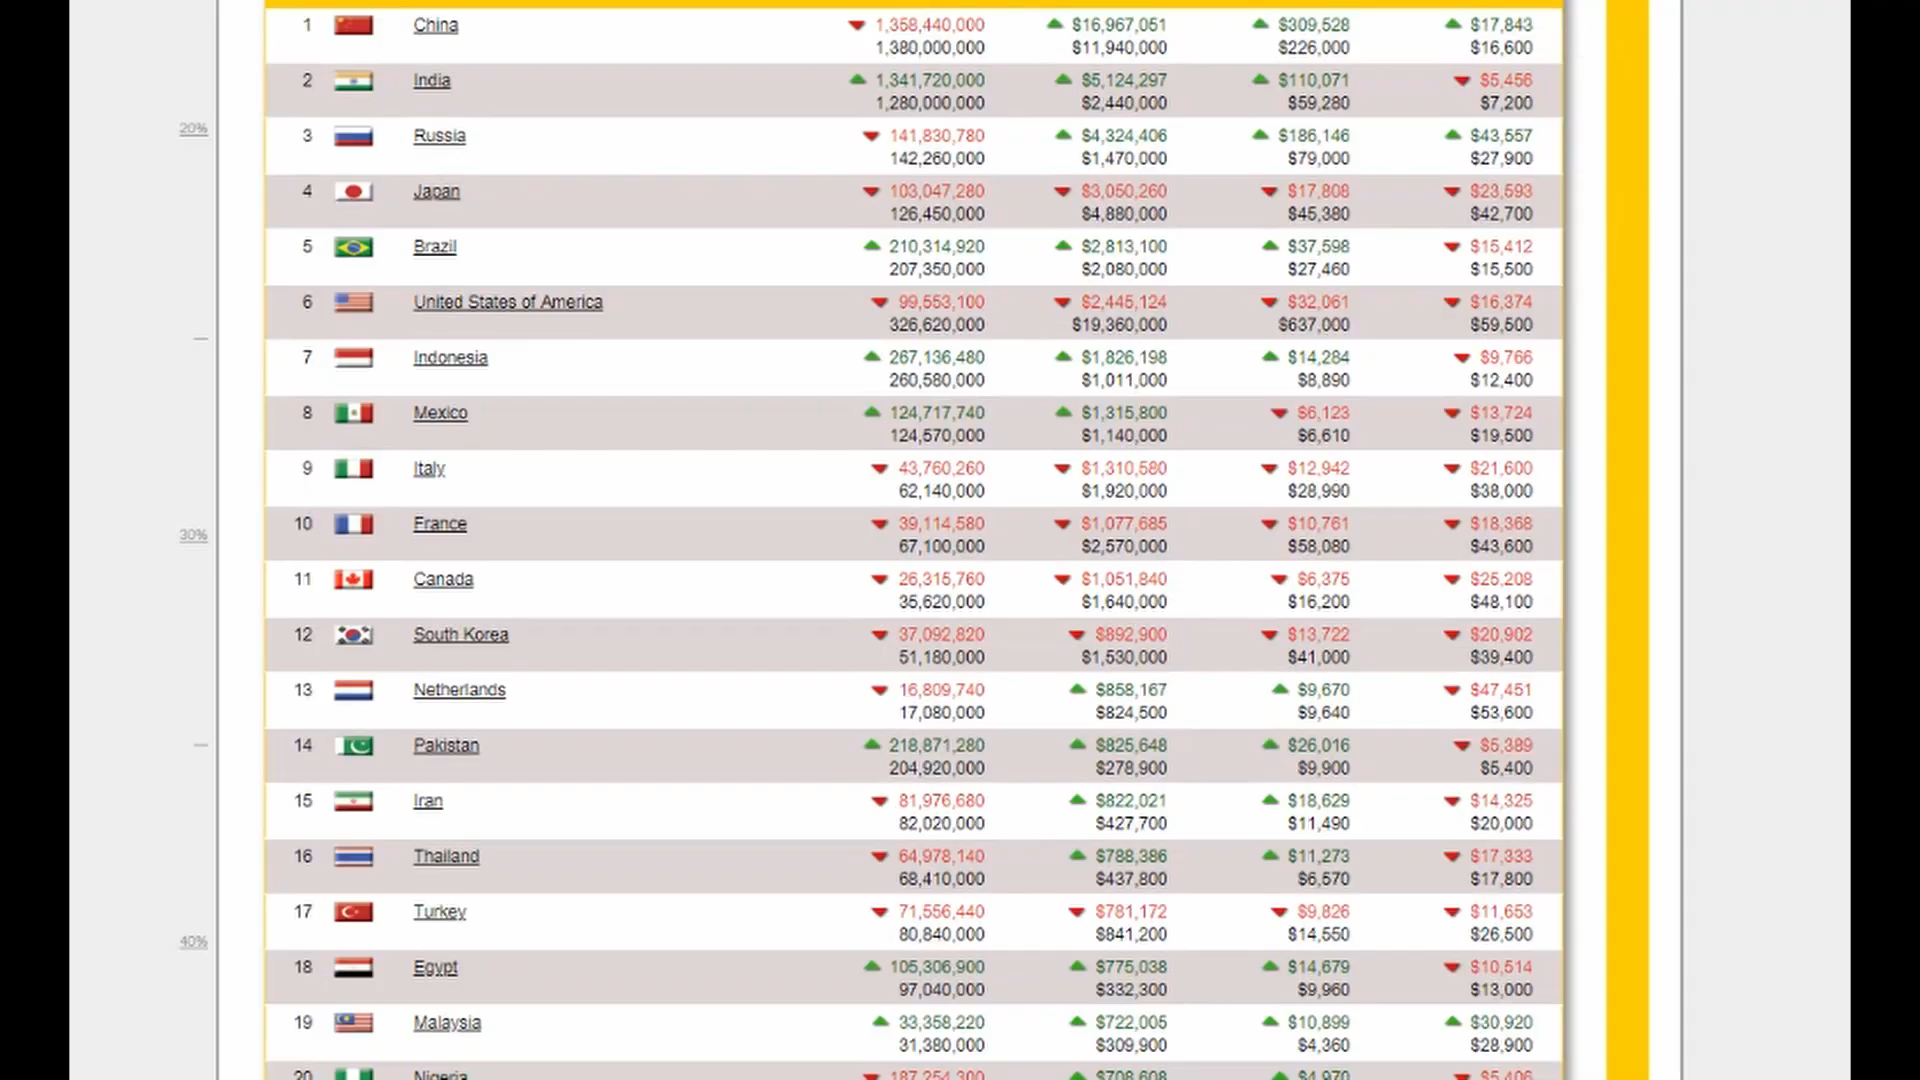 1 China 1,358,440,000 $16,967,051 $309,528 $17,843
1,380,000,000 $11,940,000 $226,000 $16,600
2 India 1,341,720,000 $5,124,297 $110,071 $5,456
1,280,000,000 $2,440,000 $59,280 $7,200
20%
3 Russia 141,830,780 $4,324,406 $186,146 $43,557
142,260,000 $1,470,000 $79,000 $27,900
4 Japan 103,047,280 $3,050,260 $17,808 $23,593
126,450,000 $4,880,000 $45,380 $42,700
5 Brazil 210,314,920 $2,813,100 $37,598 $15,412
207,350,000 $2,080,000 $27,460 $15,500
6 United States of America 99,553,100 $2,445,124 $32,061 $16,374
326,620,000 $19,360,000 $637,000 $59,500
7 Indonesia 267,136,480 $1,826,198 $14,284 $9,766
260,580,000 $1,011,000 $8,890 $12,400
8 Mexico 124,717,740 $1,315,800 $6,123 $13,724
124,570,000 $1,140,000 $6,610 $19,500
9 Italy 43,760,260 $1,310,580 $12,942 $21,600
62,140,000 $1,920,000 $28,990 $38,000
10 France 39,114,580 $1,077,685 $10,761 $18,368
30%
67,100,000 $2,570,000 $58,080 $43,600
11 Canada 26,315,760 $1,051,840 $6,375 $25,208
35,620,000 $1,640,000 $16,200 $48,100
12 South Korea 37,092,820 $892,900 $13,722 $20,902
51,180,000 $1,530,000 $41,000 $39,400
13 Netherlands 16,809,740 $858,167 $9,670 $47,451
17,080,000 $824,500 $9,640 $53,600
14 Pakistan 218,871,280 $825,648 $26,016 $5,389
204,920,000 $278,900 $9,900 $5,400
15 Iran 81,976,680 $822,021 $18,629 $14,325
82,020,000 $427,700 $11,490 $20,000
16 Thailand 64,978,140 $788,386 $11,273 $17,333
68,410,000 $437,800 $6,570 $17,800
17 Turkey 71,556,440 $781,172 $9,826 $11,653
80,840,000 $841,200 $14,550 $26,500
40%
18 Egypt 105,306,900 $775,038 $14,679 $10,514
97,040,000 $332,300 $9,960 $13,000
19 Malaysia 33,358,220 $722,005 $10,899 $30,920
31,380,000 $309,900 $4,360 $28,900
20 Nigeria 187,254,300 $708,608 $4,970 $5,406